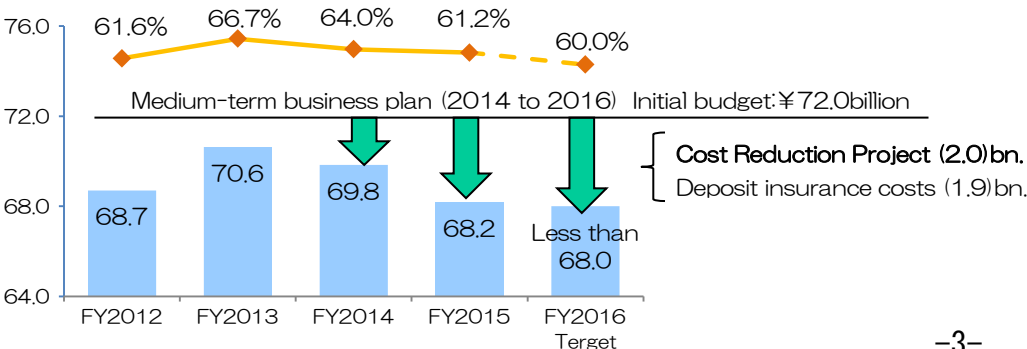 76.0
61.6%
66.7%
64.0%
61.2%
60.0%
Medium-term business plan (2014 to 2016) Initial budget:¥72.0billion
72.0
Cost Reduction Project (2.0)bn.
Deposit insurance costs (1.9)bn.
68.0
68.7
70.6
69.8
68.2
Less than
68.0
64.0
FY2012
FY2013
FY2014
FY2015
FY2016
Terget
-3-